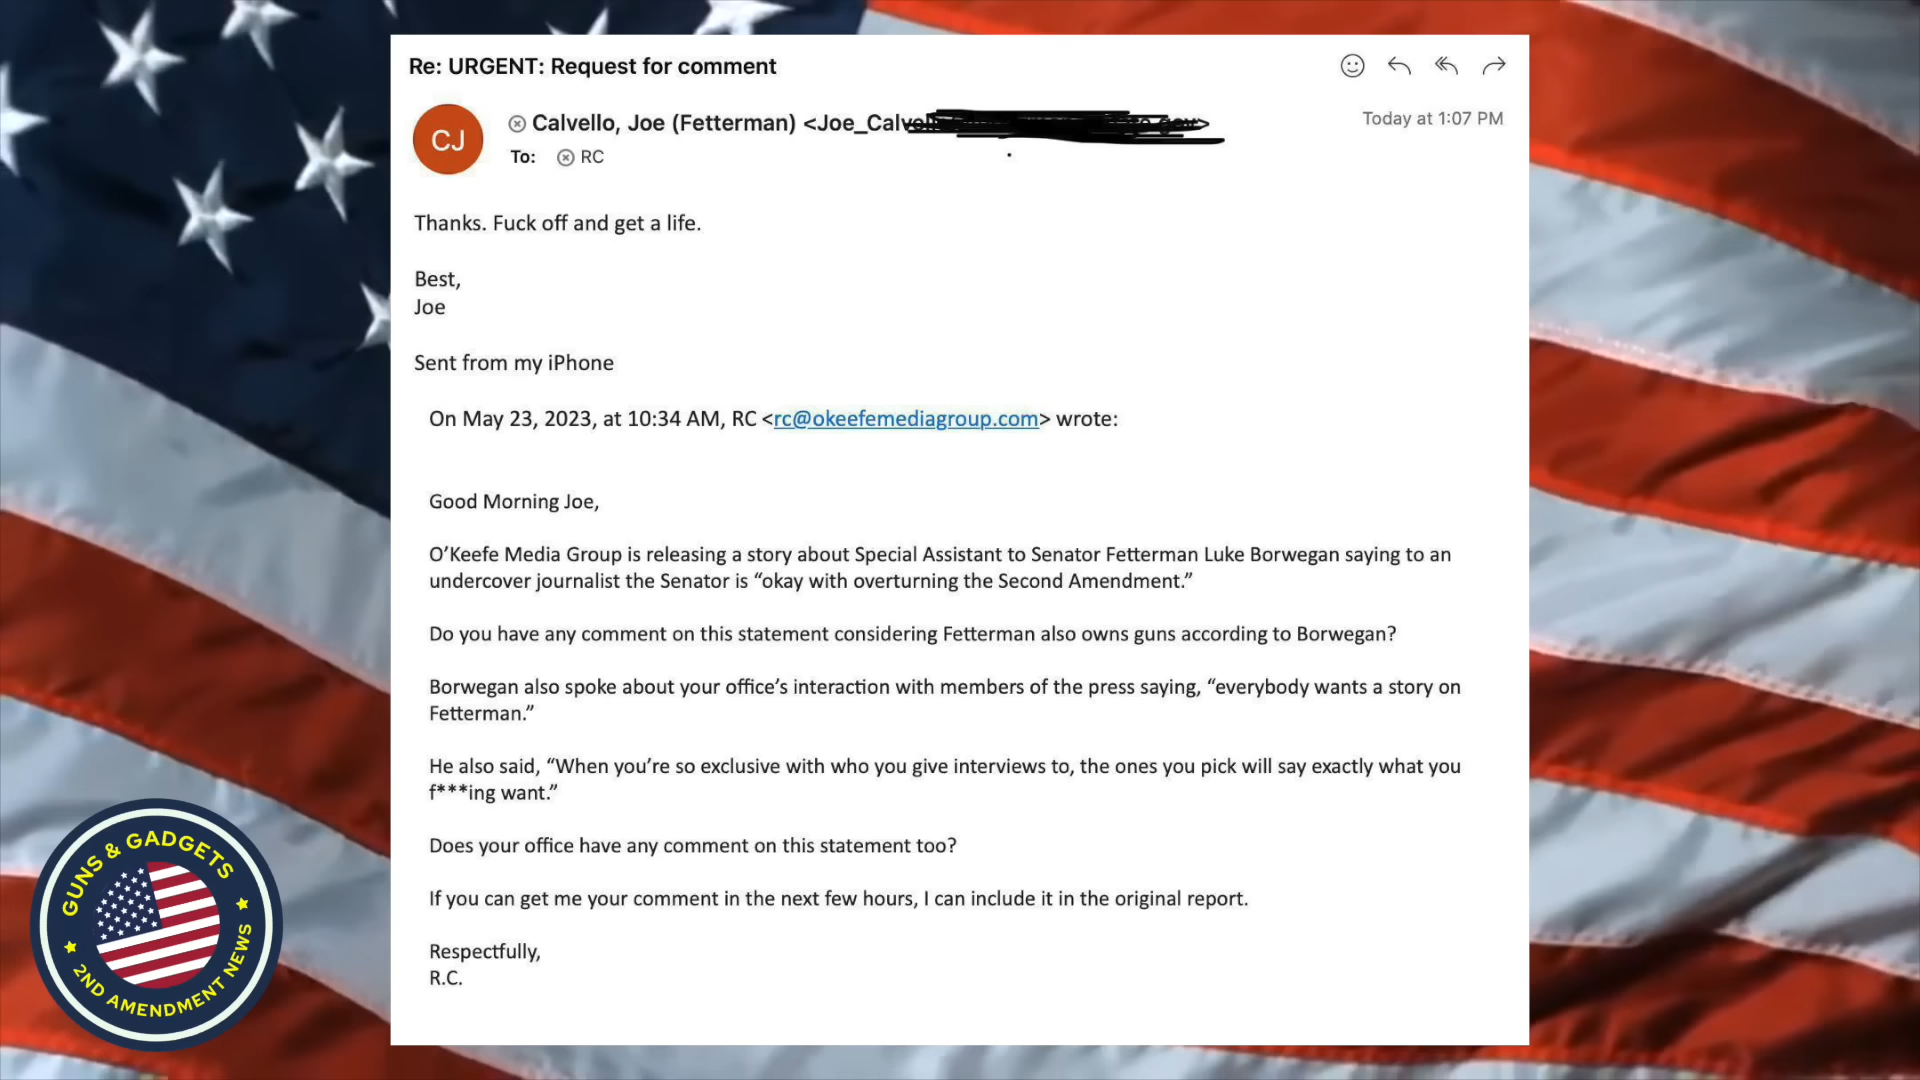 Re: URGENT: Request for comment
CJ
Calvello, Joe (Fetterman) <Joe_Calv
Today at 1:07 PM
To: RC
Thanks. Fuck off and get a life.
Best,
Joe
Sent from my iPhone
On May 23, 2023, at 10:34 AM, RC <rc@okeefemediagroup.com> wrote:
Good Morning Joe,
O’Keefe Media Group is releasing a story about Special Assistant to Senator Fetterman Luke Borwegan saying to an
undercover journalist the Senator is “okay with overturning the Second Amendment.”
Do you have any comment on this statement considering Fetterman also owns guns according to Borwegan?
Borwegan also spoke about your office’s interaction with members of the press saying, “everybody wants a story on
Fetterman.”
He also said, “When you’re so exclusive with who you give interviews to, the ones you pick will say exactly what you
f***ing want.”
Does your office have any comment on this statement too?
If you can get me your comment in the next few hours, I can include it in the original report.
Respectfully,
R.C.
GUNS & GADGETS
2ND AMENDMENT NEWS